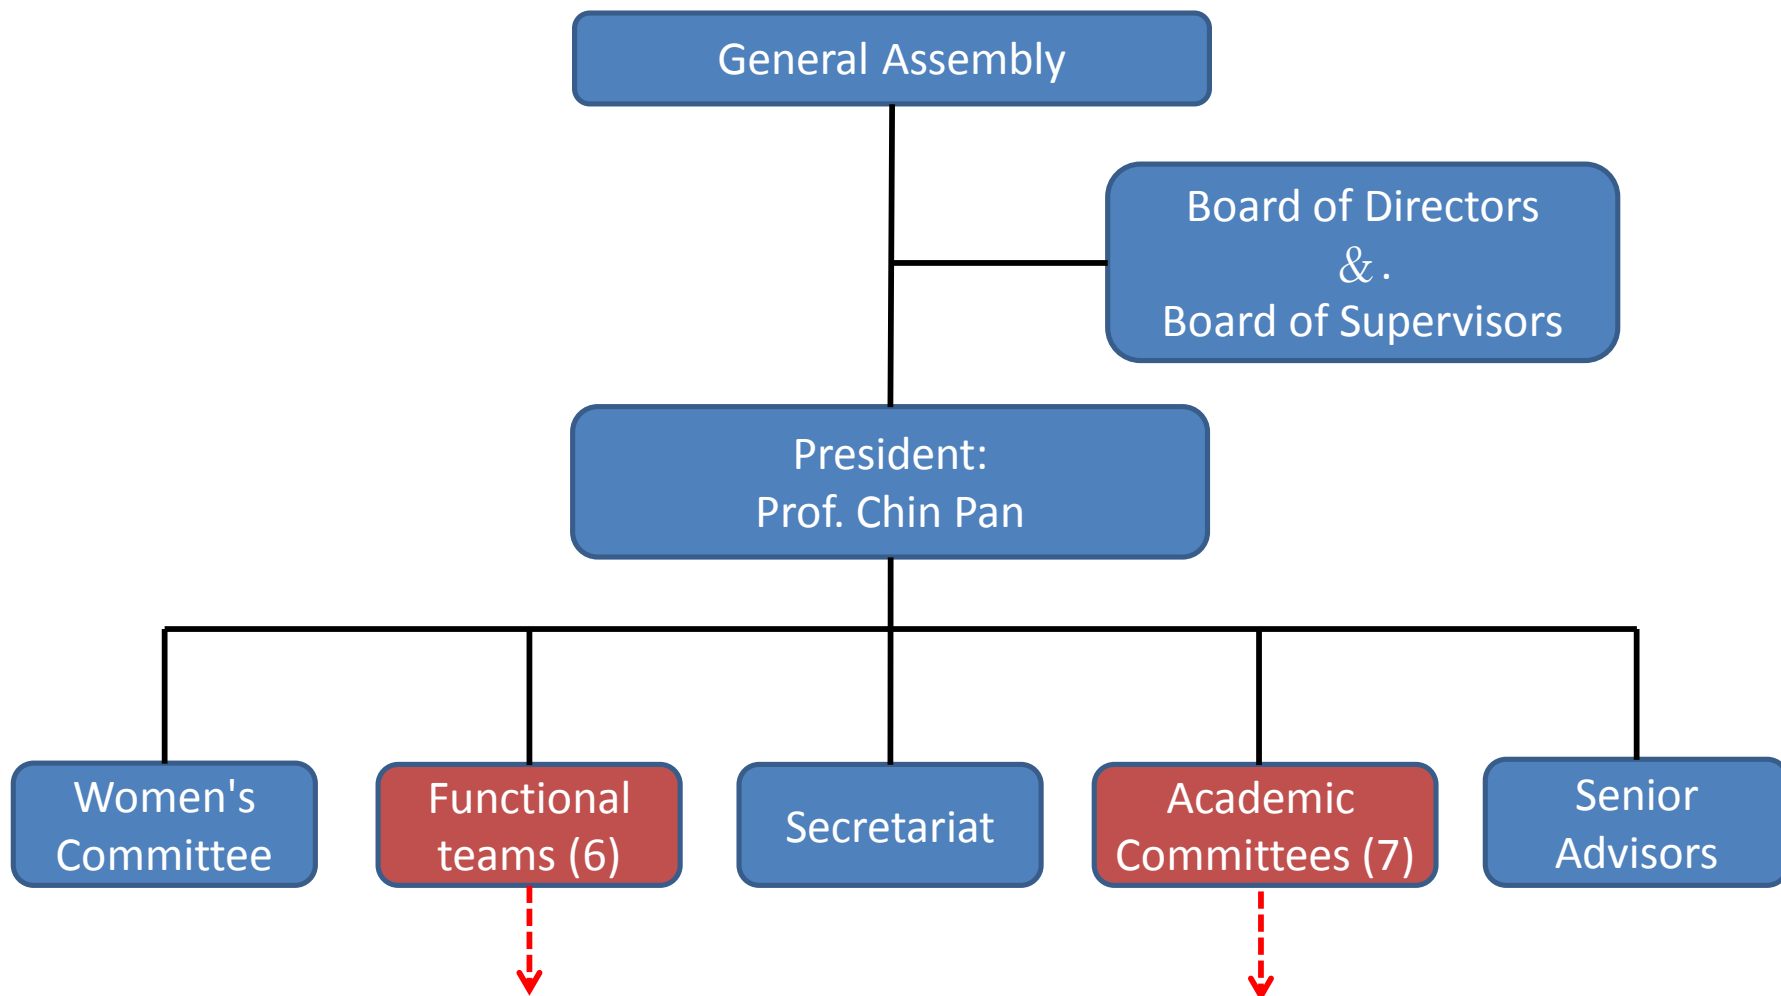 General Assembly
Board of Directors
& .
Board of Supervisors
President:
Prof. Chin Pan
Women's
Committee
Functional
teams (6)
Secretariat
Academic
Committees (7)
Senior
Advisors